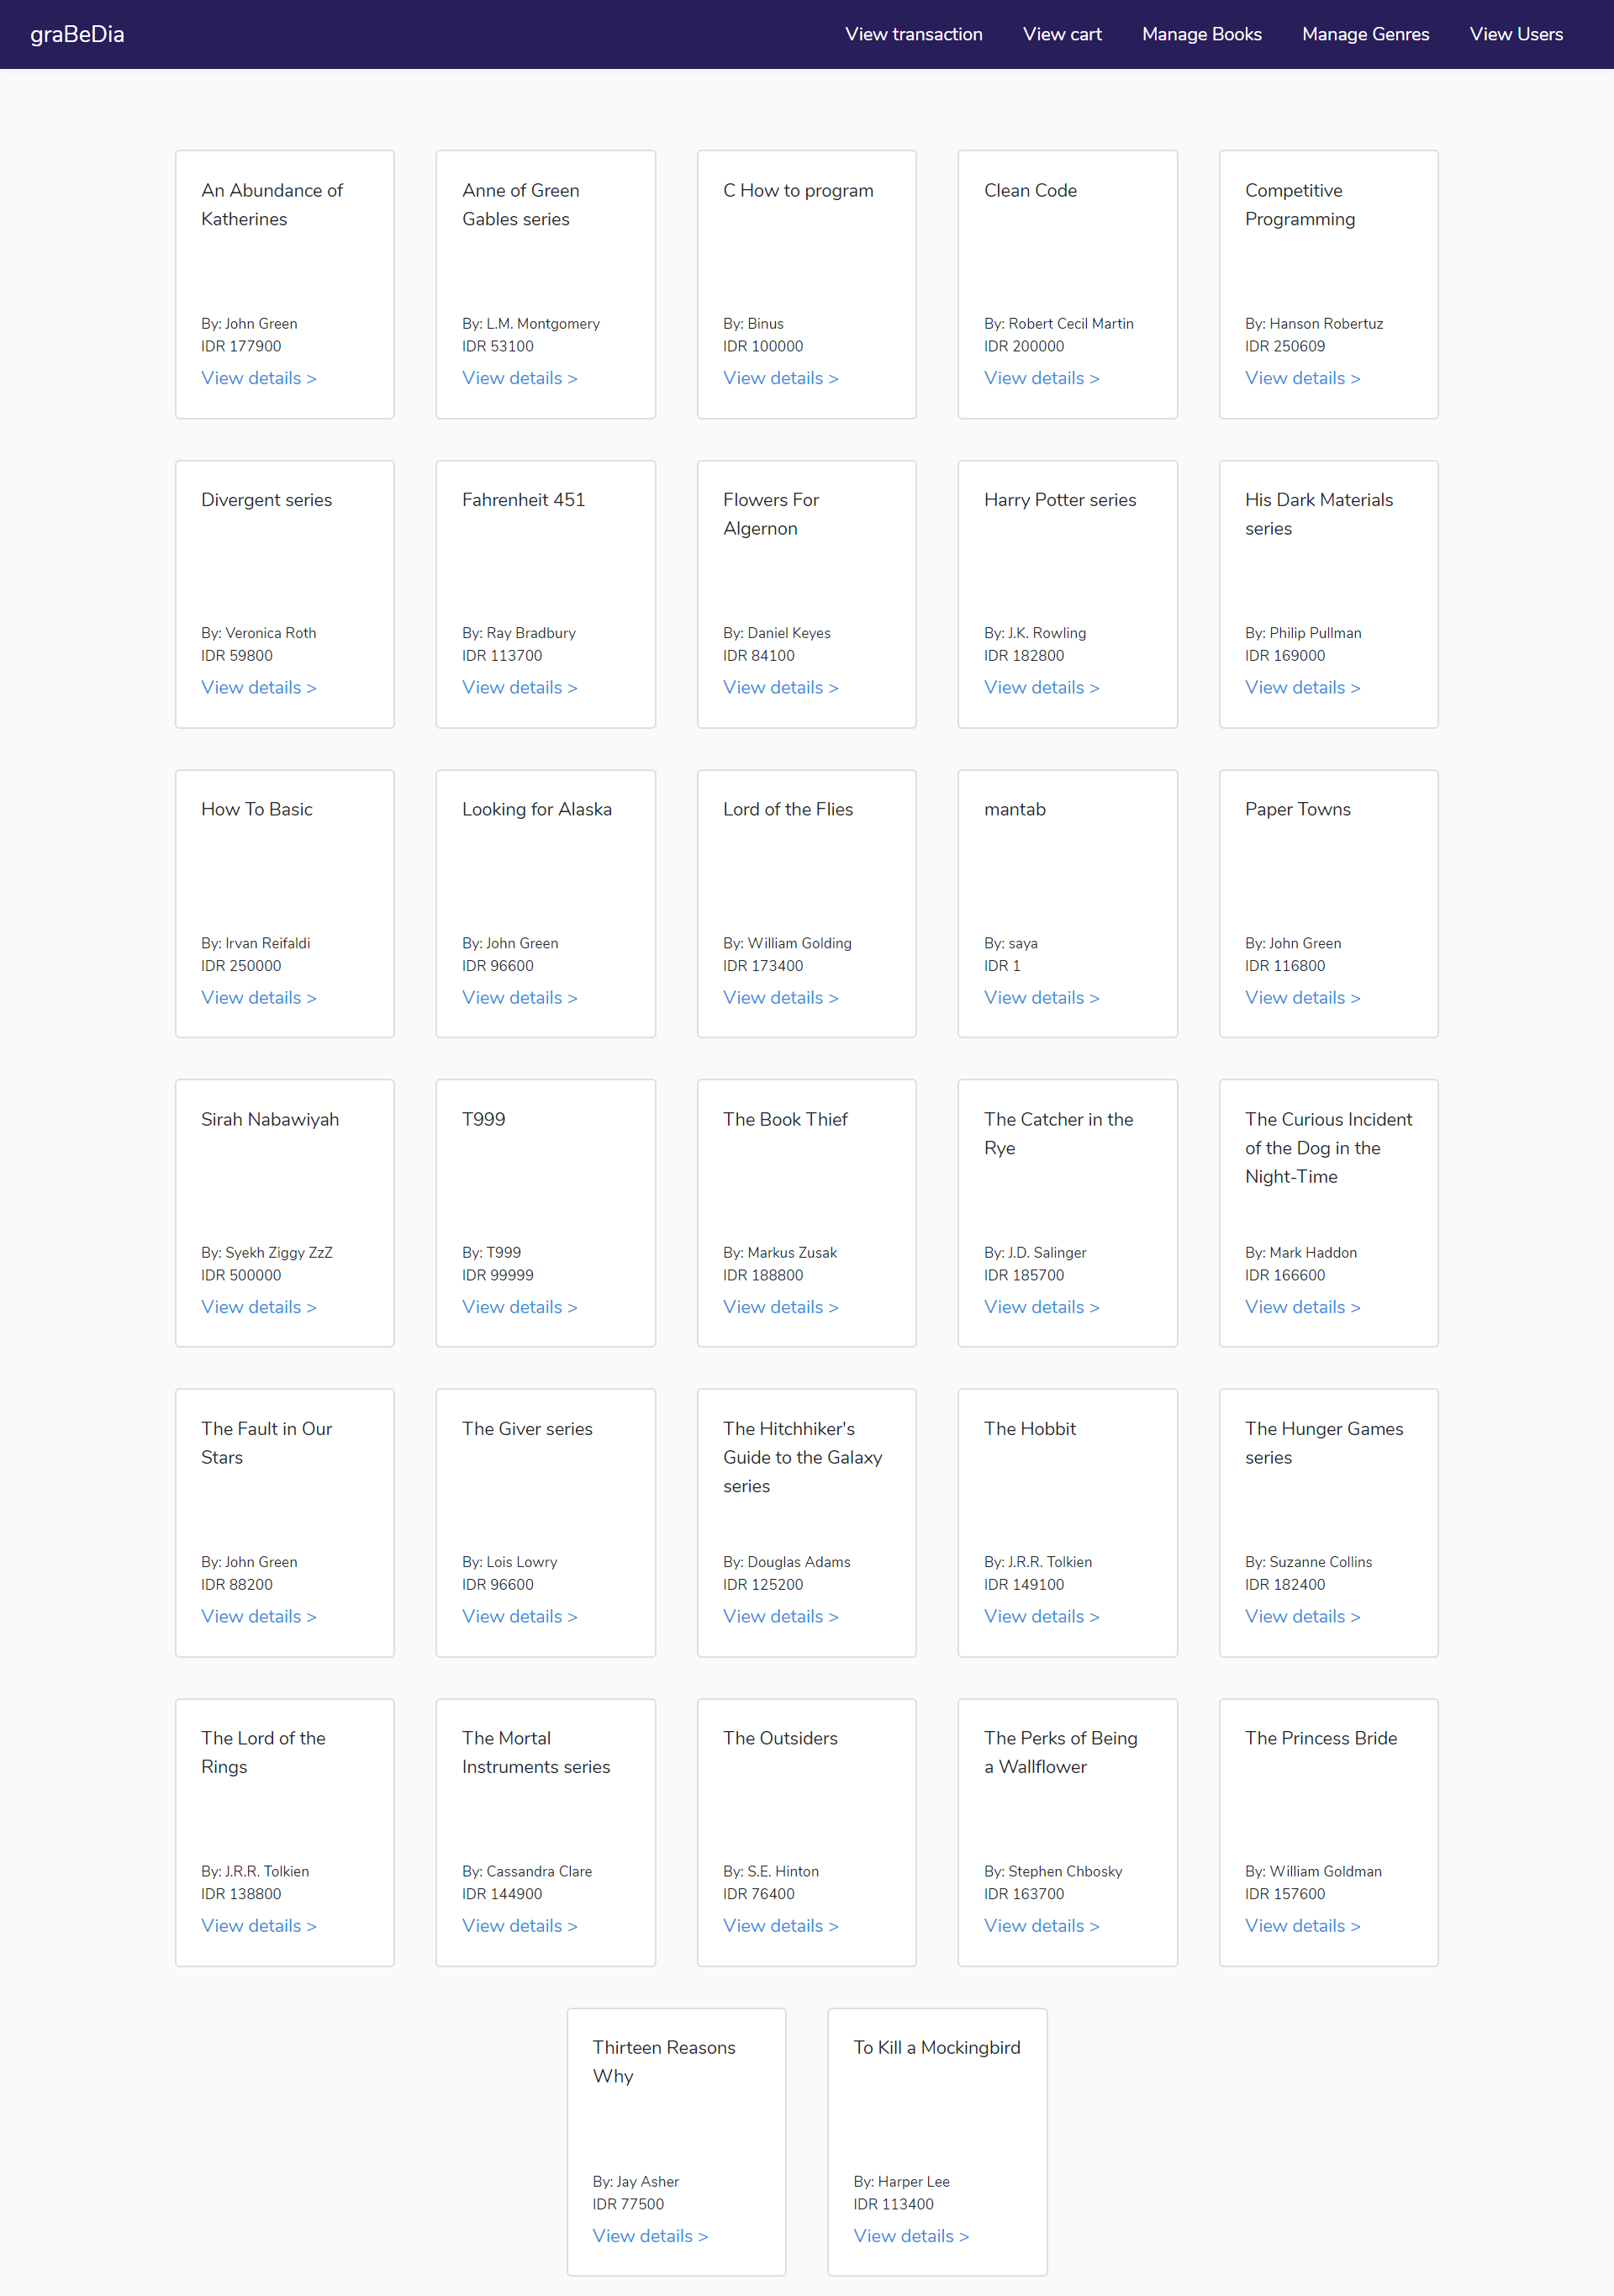 graBeDia
View transaction
View cart
Manage Books
Manage Genres
View Users
An Abundance of
Katherines
By: John Green
IDR 177900
View details >
Anne of Green
Gables series
By: L.M. Montgomery
IDR 53100
View details >
C How to program
By: Binus
IDR 100000
View details >
Clean Code
By: Robert Cecil Martin
IDR 200000
View details >
Competitive
Programming
By: Hanson Robertuz
IDR 250609
View details >
Divergent series
By: Veronica Roth
IDR 59800
View details >
Fahrenheit 451
By: Ray Bradbury
IDR 113700
View details >
Flowers For
Algernon
By: Daniel Keyes
IDR 84100
View details >
Harry Potter series
By: J.K. Rowling
IDR 182800
View details >
His Dark Materials
series
By: Philip Pullman
IDR 169000
View details >
How To Basic
By: Irvan Reifaldi
IDR 250000
View details >
Looking for Alaska
By: John Green
IDR 96600
View details >
Lord of the Flies
By: William Golding
IDR 173400
View details >
mantab
By: saya
IDR 1
View details >
Paper Towns
By: John Green
IDR 116800
View details >
Sirah Nabawiyah
By: Syekh Ziggy ZzZ
IDR 500000
View details >
T999
By: T999
IDR 99999
View details >
The Book Thief
By: Markus Zusak
IDR 188800
View details >
The Catcher in the
Rye
By: J.D. Salinger
IDR 185700
View details >
The Curious Incident
of the Dog in the
Night-Time
By: Mark Haddon
IDR 166600
View details >
The Fault in Our
Stars
By: John Green
IDR 88200
View details >
The Giver series
By: Lois Lowry
IDR 96600
View details >
The Hitchhiker's
Guide to the Galaxy
series
By: Douglas Adams
IDR 125200
View details >
The Hobbit
By: J.R.R. Tolkien
IDR 149100
View details >
The Hunger Games
series
By: Suzanne Collins
IDR 182400
View details >
The Lord of the
Rings
By: J.R.R. Tolkien
IDR 138800
View details >
The Mortal
Instruments series
By: Cassandra Clare
IDR 144900
View details >
The Outsiders
By: S.E. Hinton
IDR 76400
View details >
The Perks of Being
a Wallflower
By: Stephen Chbosky
IDR 163700
View details >
The Princess Bride
By: William Goldman
IDR 157600
View details >
Thirteen Reasons
Why
By: Jay Asher
IDR 77500
View details >
To Kill a Mockingbird
By: Harper Lee
IDR 113400
View details >